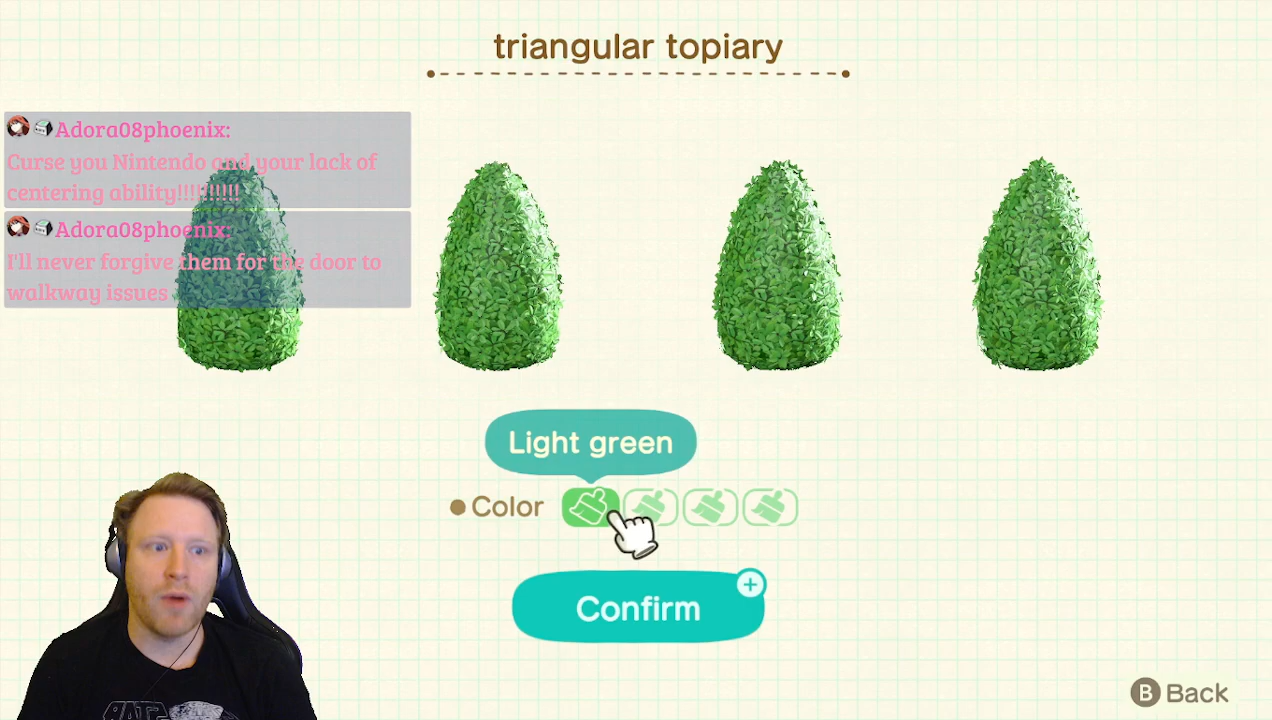 triangular topiary
Adora08phoenix:
Curse you Nintendo and your lack of
centering ability!!!!!!!!!!
Adora08phoenix:
I'll never forgive them for the door to
walkway issues
Light green
Color
Confirm
B Back